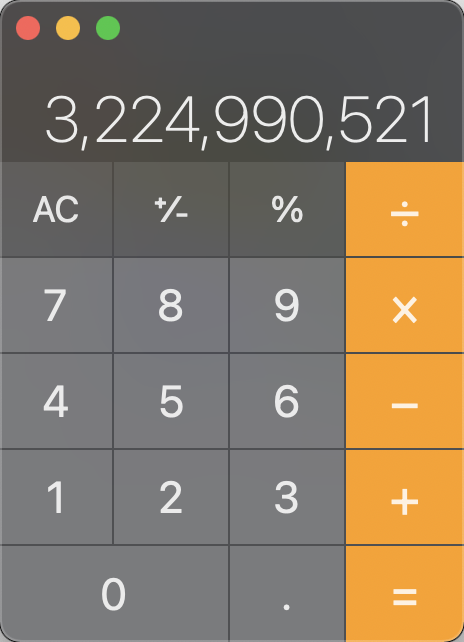 3,224,990,521
AC ⁺∕₋ % ÷
7 8 9 ×
4 5 6 −
1 2 3 +
0 . =